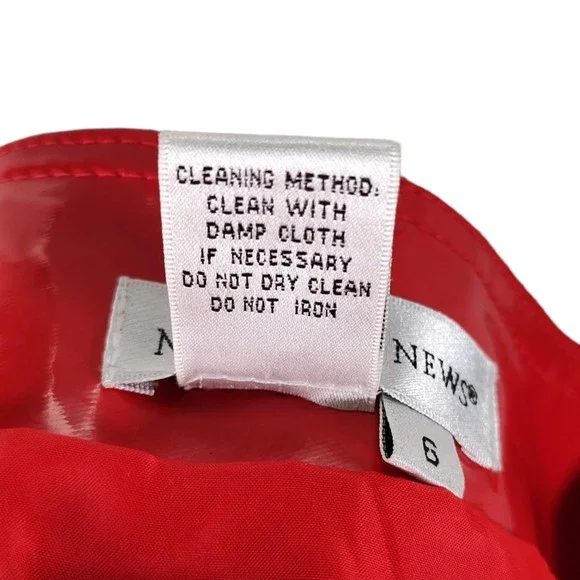 CLEANING METHOD:
CLEAN WITH
DAMP CLOTH
IF NECESSARY
DO NOT DRY CLEAN
DO NOT IRON
NEWS®
6